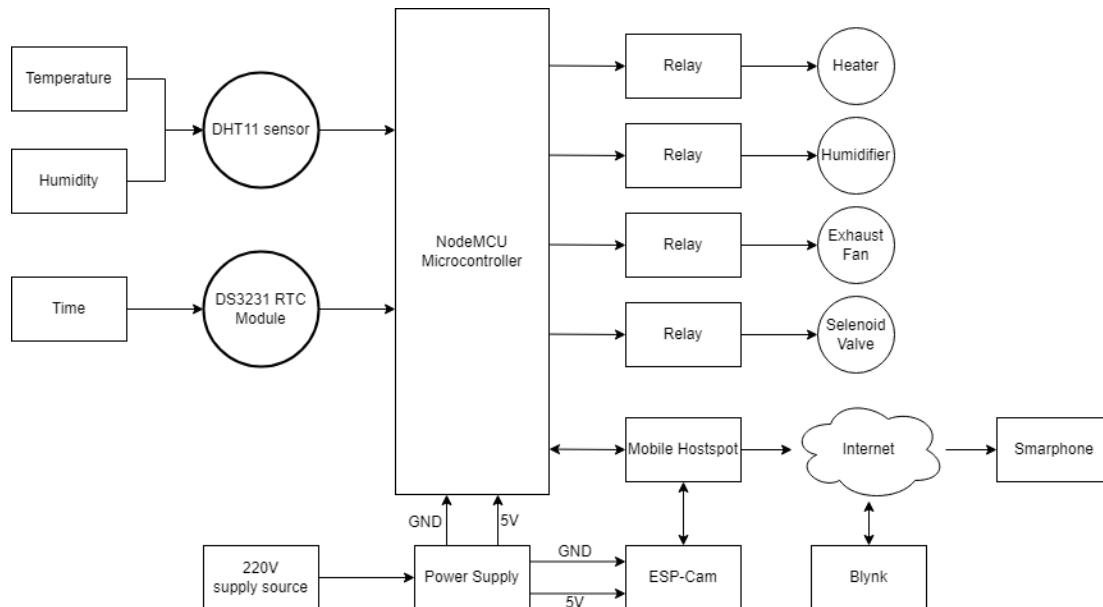 Temperature
Humidity
DHT11 sensor
Time
DS3231 RTC
Module
NodeMCU
Microcontroller
Relay
Heater
Relay
Humidifier
Relay
Exhaust
Fan
Relay
Selenoid
Valve
Mobile Hostspot
Internet
Smarphone
GND
5V
220V
supply source
Power Supply
GND
5V
ESP-Cam
Blynk